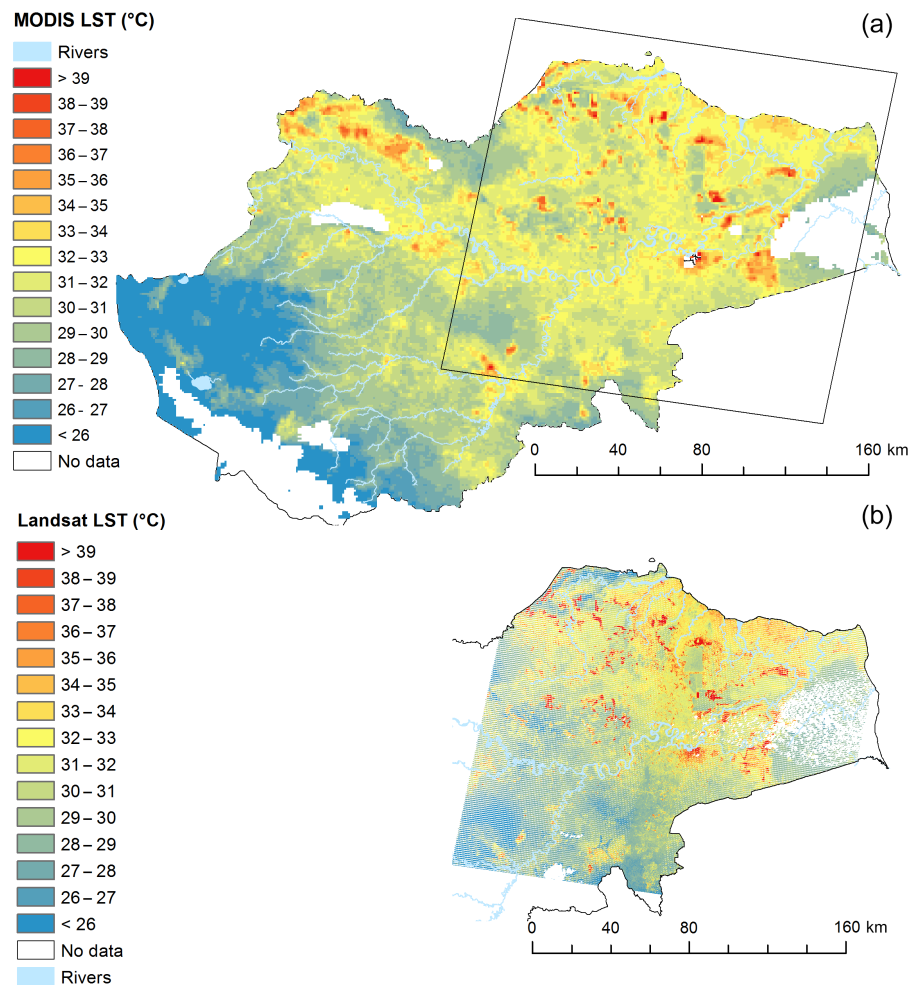 MODIS LST (°C)
(a)
Rivers
> 39
38 – 39
37 – 38
36 – 37
35 – 36
34 – 35
33 – 34
32 – 33
31 – 32
30 – 31
29 – 30
28 – 29
27 - 28
26 - 27
< 26
No data
0 40 80 160 km
Landsat LST (°C)
(b)
> 39
38 – 39
37 – 38
36 – 37
35 – 36
34 – 35
33 – 34
32 – 33
31 – 32
30 – 31
29 – 30
28 – 29
27 – 28
26 – 27
< 26
No data
Rivers
0 40 80 160 km